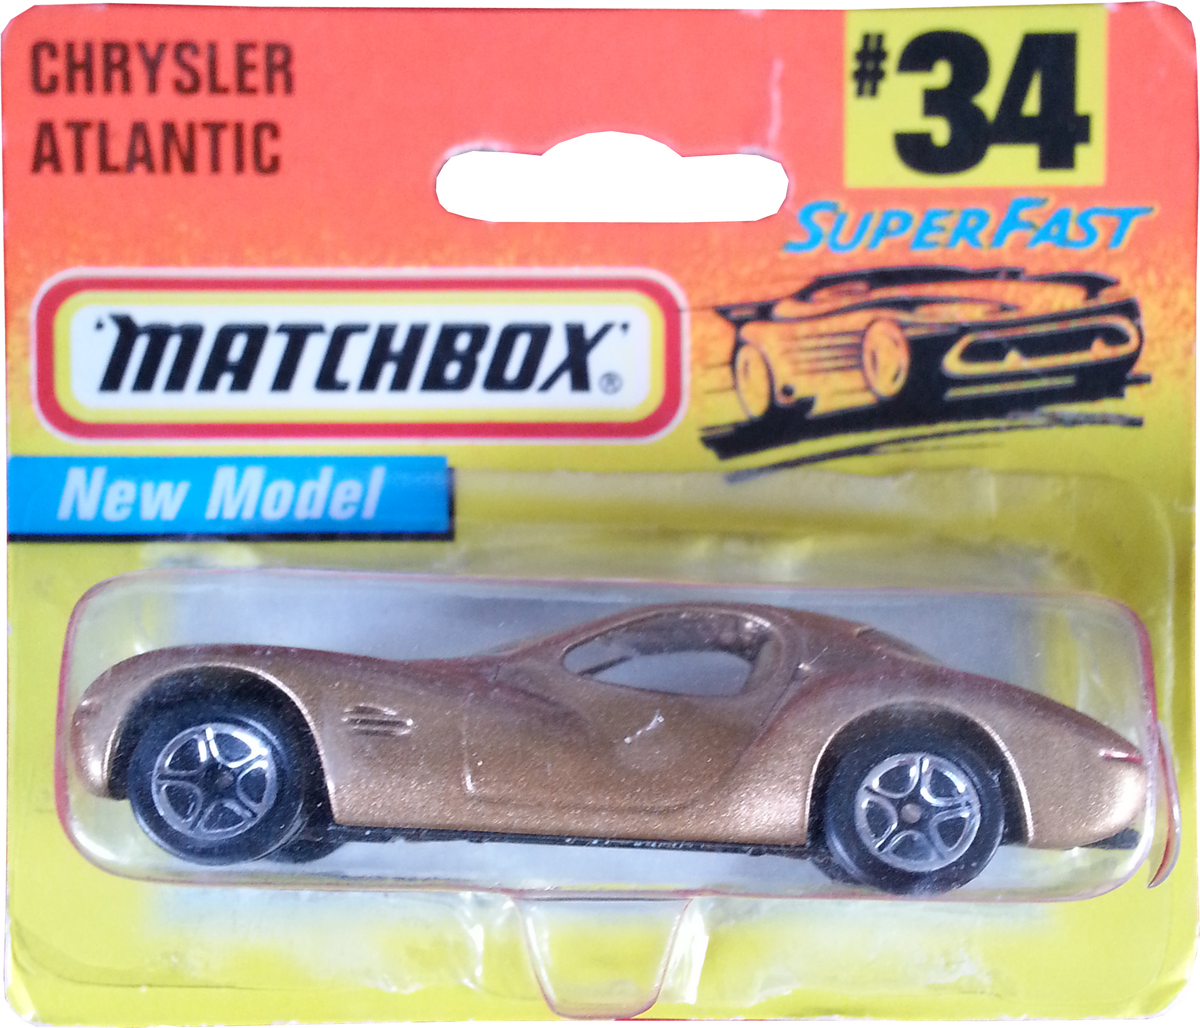 CHRYSLER
ATLANTIC
#34
SUPERFAST
'MATCHBOX'®
New Model